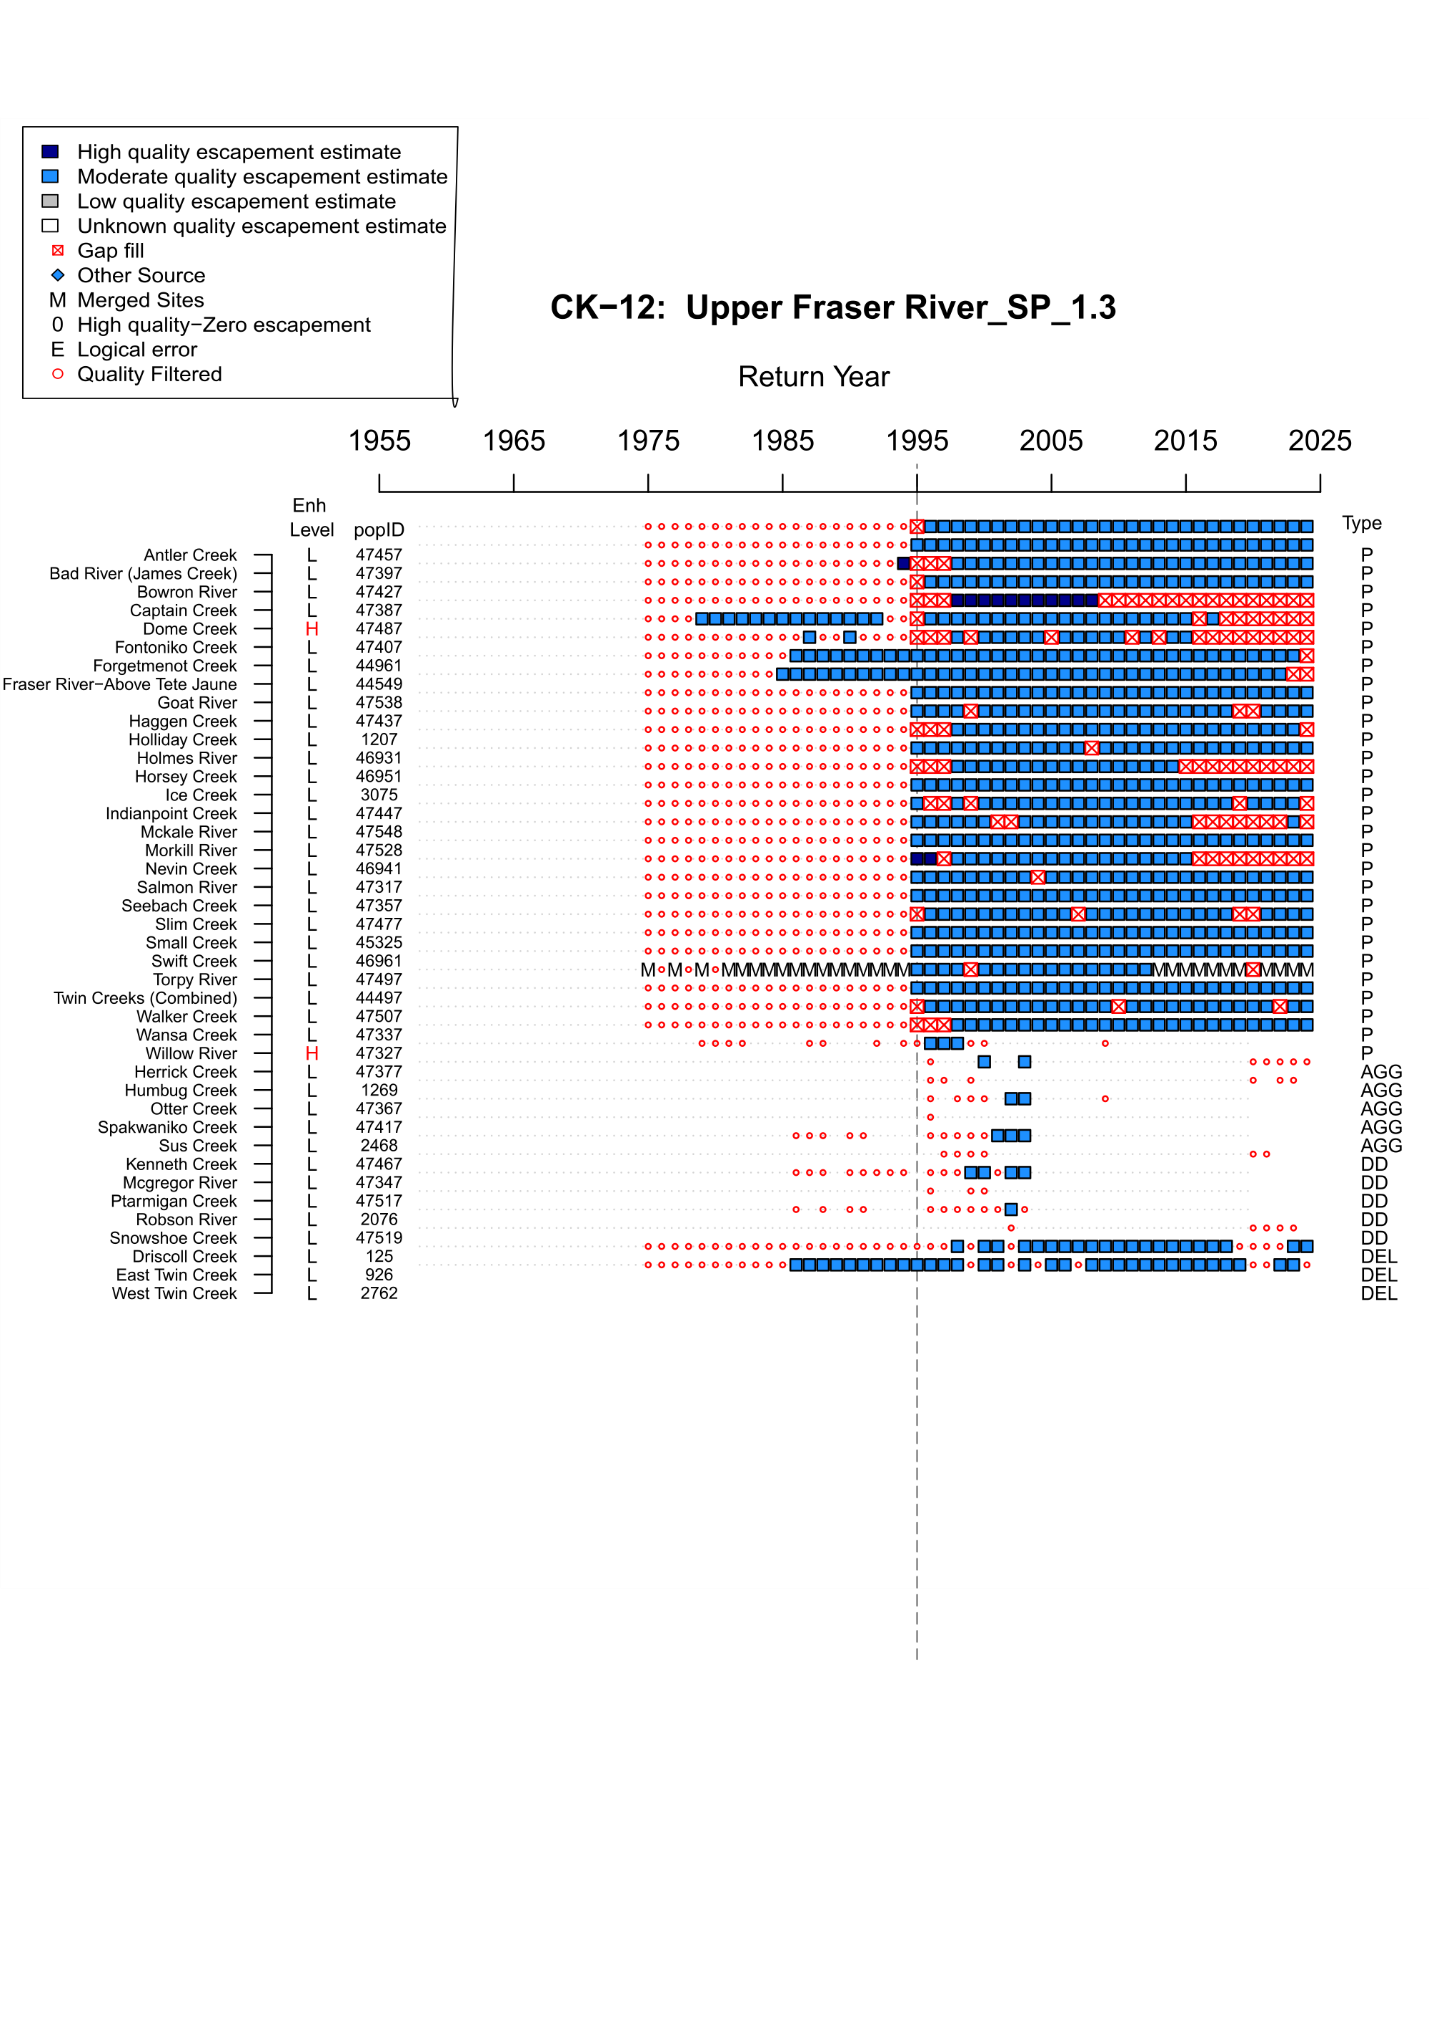 High quality escapement estimate
Moderate quality escapement estimate
Low quality escapement estimate
Unknown quality escapement estimate
Gap fill
Other Source
M Merged Sites
0 High quality−Zero escapement
E Logical error
Quality Filtered
CK−12: Upper Fraser River_SP_1.3
Return Year
1955 1965 1975 1985 1995 2005 2015 2025
Enh
Level popID Type
Antler Creek L 47457 P
Bad River (James Creek) L 47397 P
Bowron River L 47427 P
Captain Creek L 47387 P
Dome Creek H 47487 P
Fontoniko Creek L 47407 P
Forgetmenot Creek L 44961 P
Fraser River−Above Tete Jaune L 44549 P
Goat River L 47538 P
Haggen Creek L 47437 P
Holliday Creek L 1207 P
Holmes River L 46931 P
Horsey Creek L 46951 P
Ice Creek L 3075 P
Indianpoint Creek L 47447 P
Mckale River L 47548 P
Morkill River L 47528 P
Nevin Creek L 46941 P
Salmon River L 47317 P
Seebach Creek L 47357 P
Slim Creek L 47477 P
Small Creek L 45325 P
Swift Creek L 46961 P
Torpy River L 47497 P
Twin Creeks (Combined) L 44497 P
Walker Creek L 47507 P
Wansa Creek L 47337 P
Willow River H 47327 P
Herrick Creek L 47377 AGG
Humbug Creek L 1269 AGG
Otter Creek L 47367 AGG
Spakwaniko Creek L 47417 AGG
Sus Creek L 2468 AGG
Kenneth Creek L 47467 DD
Mcgregor River L 47347 DD
Ptarmigan Creek L 47517 DD
Robson River L 2076 DD
Snowshoe Creek L 47519 DD
Driscoll Creek L 125 DEL
East Twin Creek L 926 DEL
West Twin Creek L 2762 DEL
M M M MMMMMMMMMMMMMM MMMMMMM MMMM